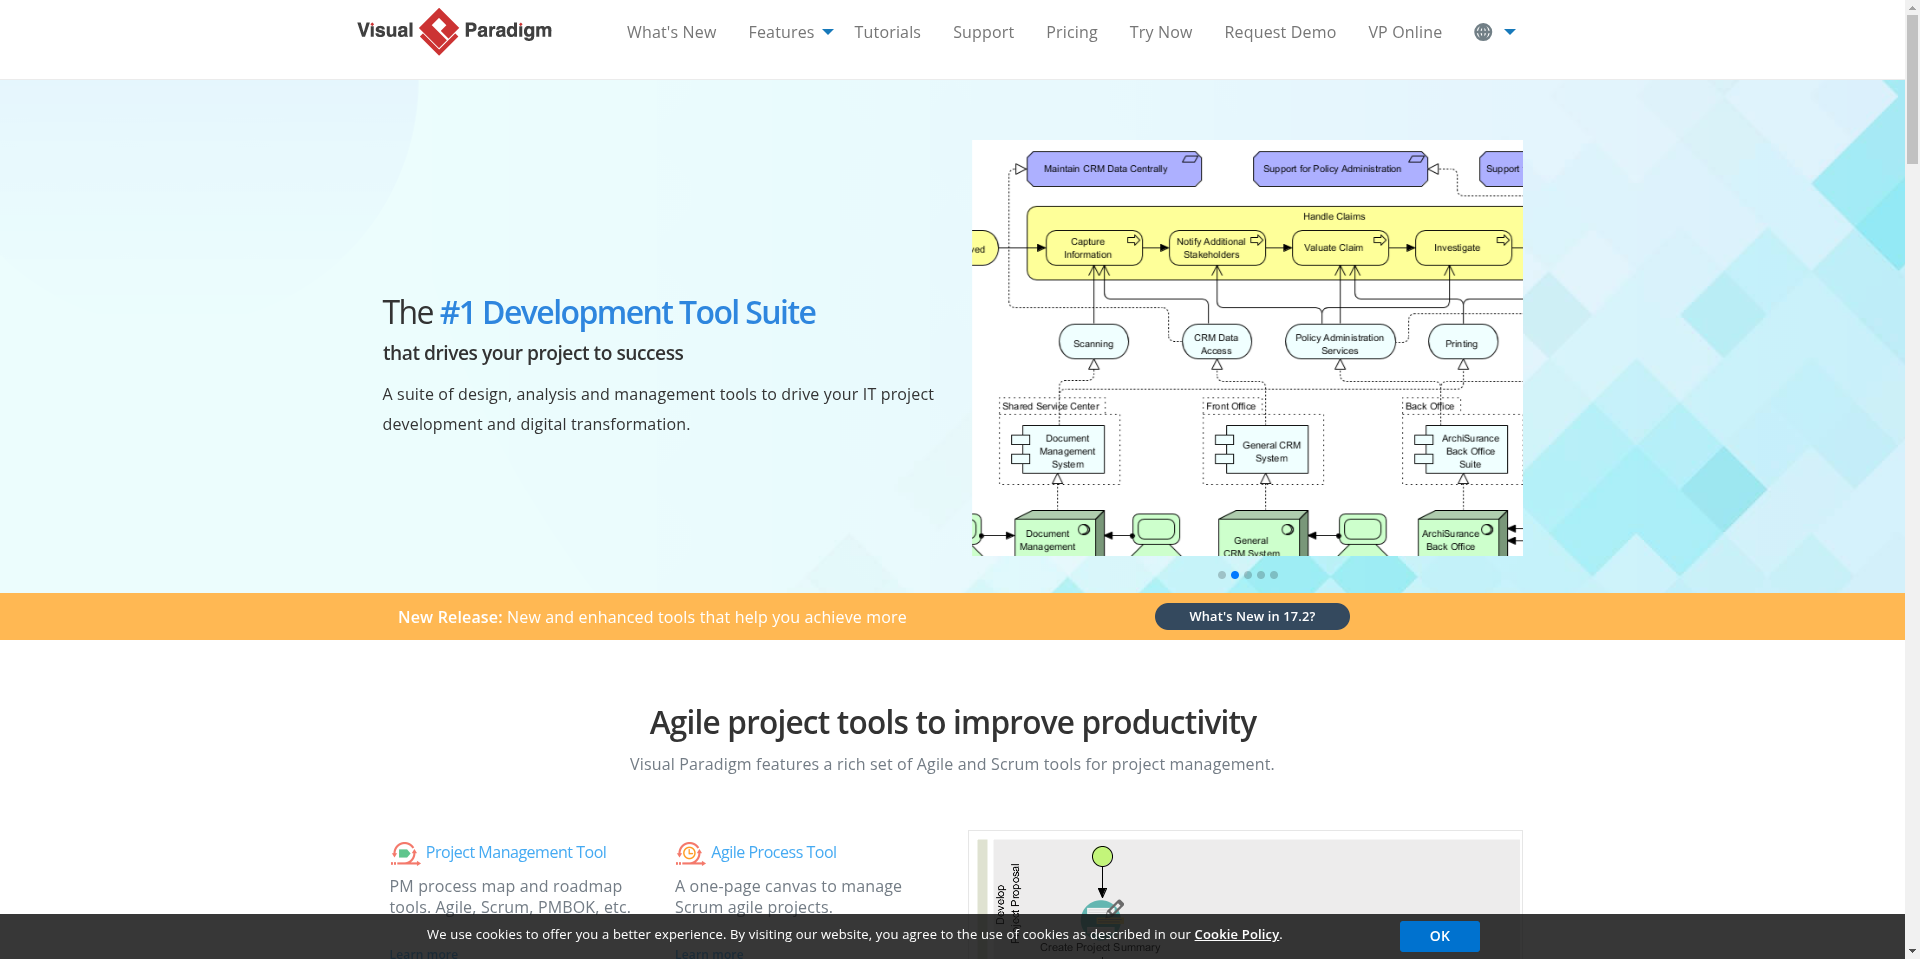 Visual Paradigm
What's New
Features
Tutorials
Support
Pricing
Try Now
Request Demo
VP Online
The #1 Development Tool Suite
that drives your project to success
A suite of design, analysis and management tools to drive your IT project
development and digital transformation.
Maintain CRM Data Centrally
Support for Policy Administration
Support
Handle Claims
ved
Capture
Information
Notify Additional
Stakeholders
Valuate Claim
Investigate
Scanning
CRM Data
Access
Policy Administration
Services
Printing
Shared Service Center
Front Office
Back Office
Document
Management
System
General CRM
System
ArchiSurance
Back Office
Suite
Document
Management
General
CRM System
ArchiSurance
Back Office
New Release: New and enhanced tools that help you achieve more
What's New in 17.2?
Agile project tools to improve productivity
Visual Paradigm features a rich set of Agile and Scrum tools for project management.
Project Management Tool
PM process map and roadmap
tools. Agile, Scrum, PMBOK, etc.
Learn more
Agile Process Tool
A one-page canvas to manage
Scrum agile projects.
Learn more
Develop
Project Proposal
Create Project Summary
We use cookies to offer you a better experience. By visiting our website, you agree to the use of cookies as described in our Cookie Policy.
OK